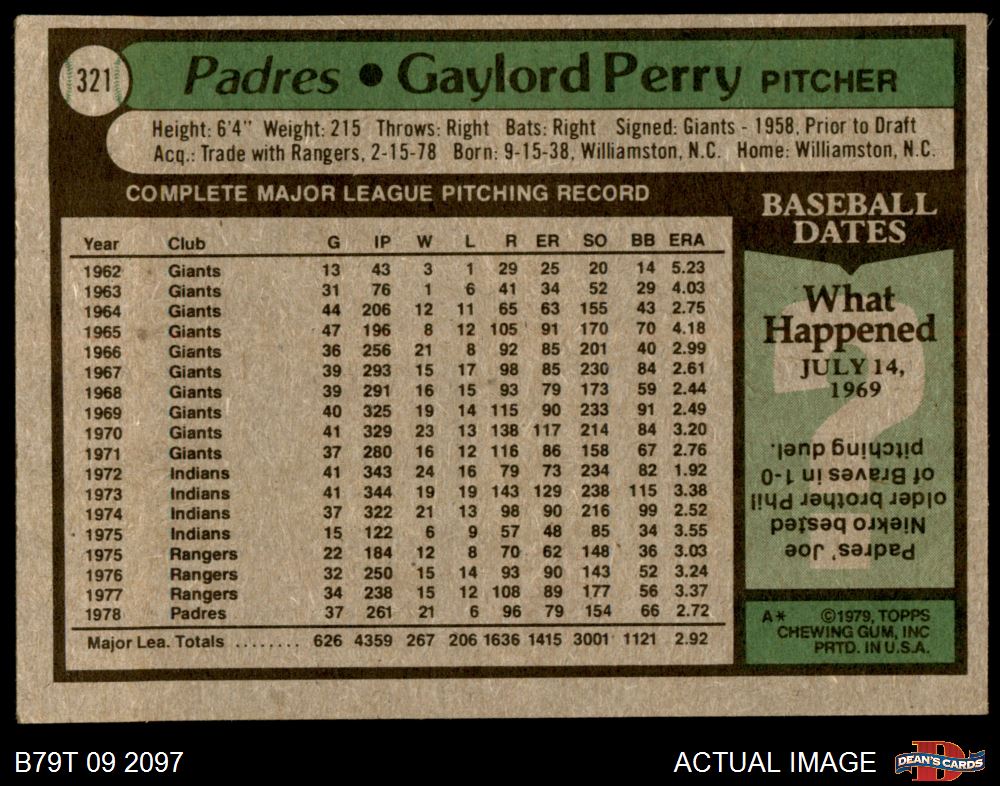 321 Padres • Gaylord Perry PITCHER
Height: 6'4" Weight: 215 Throws: Right Bats: Right Signed: Giants - 1958, Prior to Draft
Acq.: Trade with Rangers, 2-15-78 Born: 9-15-38, Williamston, N.C. Home: Williamston, N.C.
COMPLETE MAJOR LEAGUE PITCHING RECORD
Year Club G IP W L R ER SO BB ERA
1962 Giants 13 43 3 1 29 25 20 14 5.23
1963 Giants 31 76 1 6 41 34 52 29 4.03
1964 Giants 44 206 12 11 65 63 155 43 2.75
1965 Giants 47 196 8 12 105 91 170 70 4.18
1966 Giants 36 256 21 8 92 85 201 40 2.99
1967 Giants 39 293 15 17 98 85 230 84 2.61
1968 Giants 39 291 16 15 93 79 173 59 2.44
1969 Giants 40 325 19 14 115 90 233 91 2.49
1970 Giants 41 329 23 13 138 117 214 84 3.20
1971 Giants 37 280 16 12 116 86 158 67 2.76
1972 Indians 41 343 24 16 79 73 234 82 1.92
1973 Indians 41 344 19 19 143 129 238 115 3.38
1974 Indians 37 322 21 13 98 90 216 99 2.52
1975 Indians 15 122 6 9 57 48 85 34 3.55
1975 Rangers 22 184 12 8 70 62 148 36 3.03
1976 Rangers 32 250 15 14 93 90 143 52 3.24
1977 Rangers 34 238 15 12 108 89 177 56 3.37
1978 Padres 37 261 21 6 96 79 154 66 2.72
Major Lea. Totals ........ 626 4359 267 206 1636 1415 3001 1121 2.92
BASEBALL
DATES
What
Happened
JULY 14,
1969
Padres' Joe
Niekro bested
older brother Phil
of Braves in 1-0
pitching duel.
A* ©1979, TOPPS
CHEWING GUM, INC
PRTD. IN U.S.A.
B79T 09 2097 ACTUAL IMAGE
DEAN'S CARDS